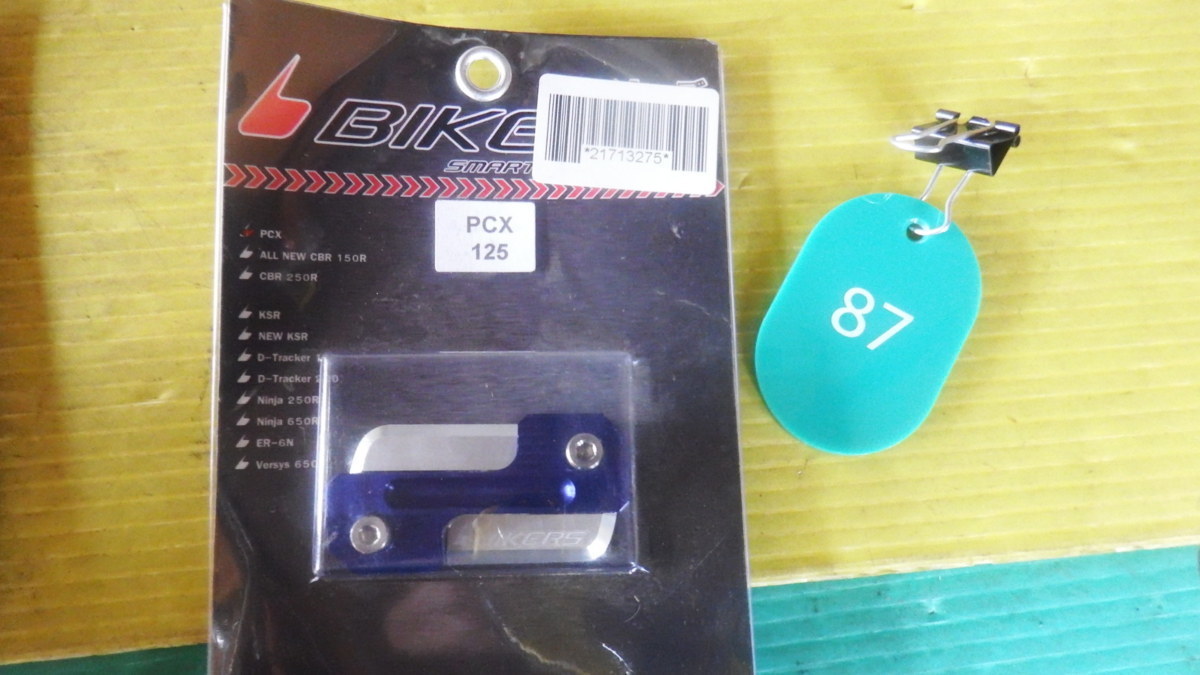 BIKE
SMART
*21713275*
PCX
125
PCX
ALL NEW CBR 150R
CBR 250R
KSR
NEW KSR
D-Tracker
D-Tracker
Ninja 250R
Ninja 650R
ER-6N
Versys 650
KERS
87